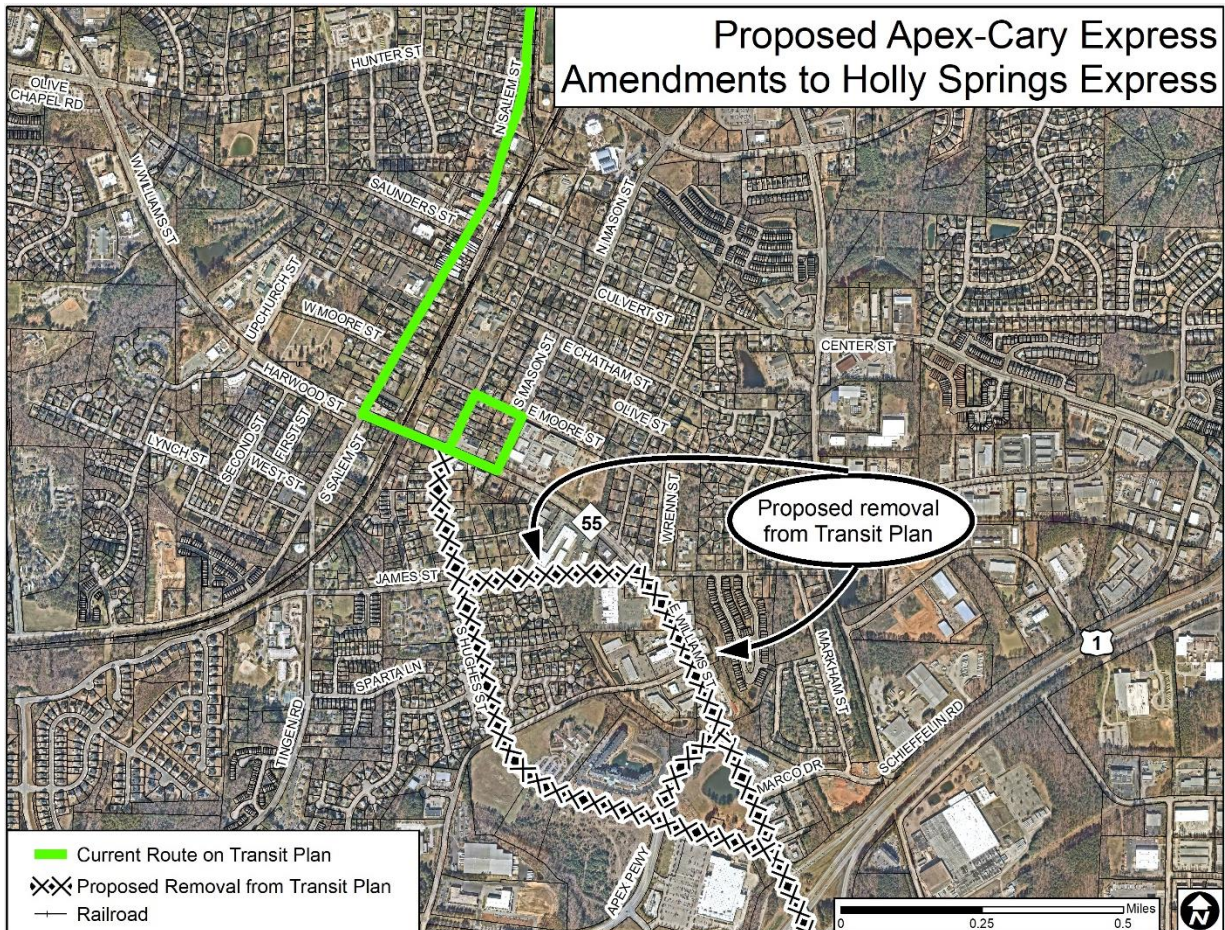 Proposed Apex-Cary Express
Amendments to Holly Springs Express
HUNTER ST
OLIVE
CHAPEL RD
N SALEM ST
W WILLIAMS ST
SAUNDERS ST
N MASON ST
UPCHURCH ST
W MOORE ST
CULVERT ST
CENTER ST
E CHATHAM ST
HARWOOD ST
S MASON ST
OLIVE ST
E MOORE ST
LYNCH ST
SECOND ST
FIRST ST
WEST ST
S SALEM ST
WRENN ST
Proposed removal
from Transit Plan
55
JAMES ST
E WILLIAMS ST
S HUGHES ST
MARKHAM ST
1
SPARTA LN
TINGEN RD
SCHIEFFELIN RD
MARCO DR
APEX PEWY
Current Route on Transit Plan
Proposed Removal from Transit Plan
Railroad
Miles
0 0.25 0.5
N